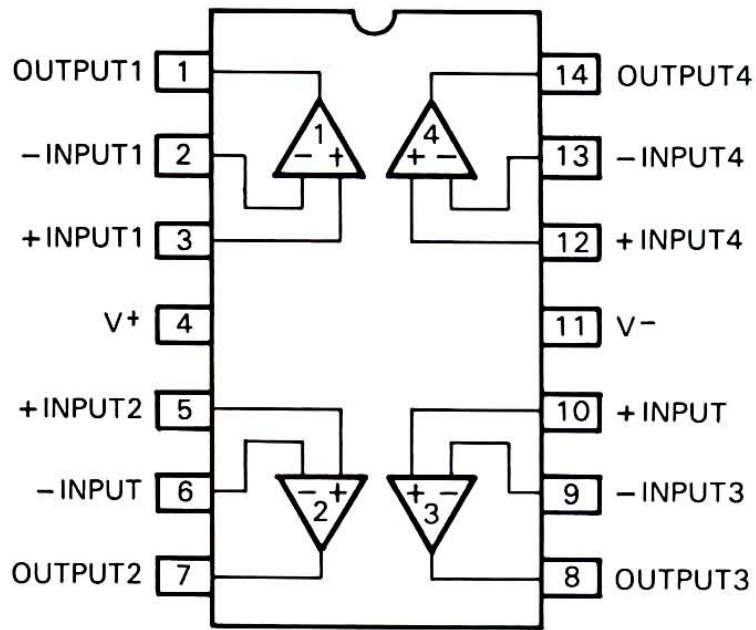 OUTPUT1 1
14 OUTPUT4
1
4
- +
+ -
-INPUT1 2
13 -INPUT4
+INPUT1 3
12 +INPUT4
V+ 4
11 V-
+INPUT2 5
10 +INPUT
-INPUT 6
9 -INPUT3
- +
+ -
2
3
OUTPUT2 7
8 OUTPUT3